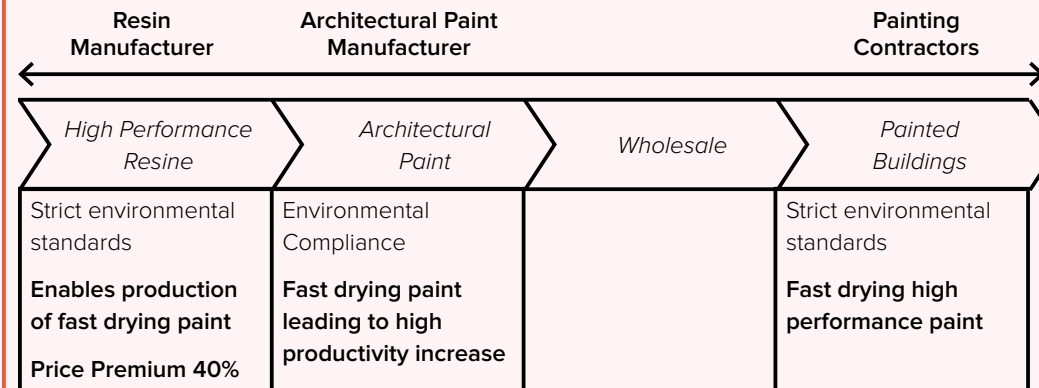 Resin
Manufacturer
Architectural Paint
Manufacturer
Painting
Contractors
High Performance
Resine
Architectural
Paint
Wholesale
Painted
Buildings
Strict environmental
standards
Enables production
of fast drying paint
Price Premium 40%
Environmental
Compliance
Fast drying paint
leading to high
productivity increase
Strict environmental
standards
Fast drying high
performance paint